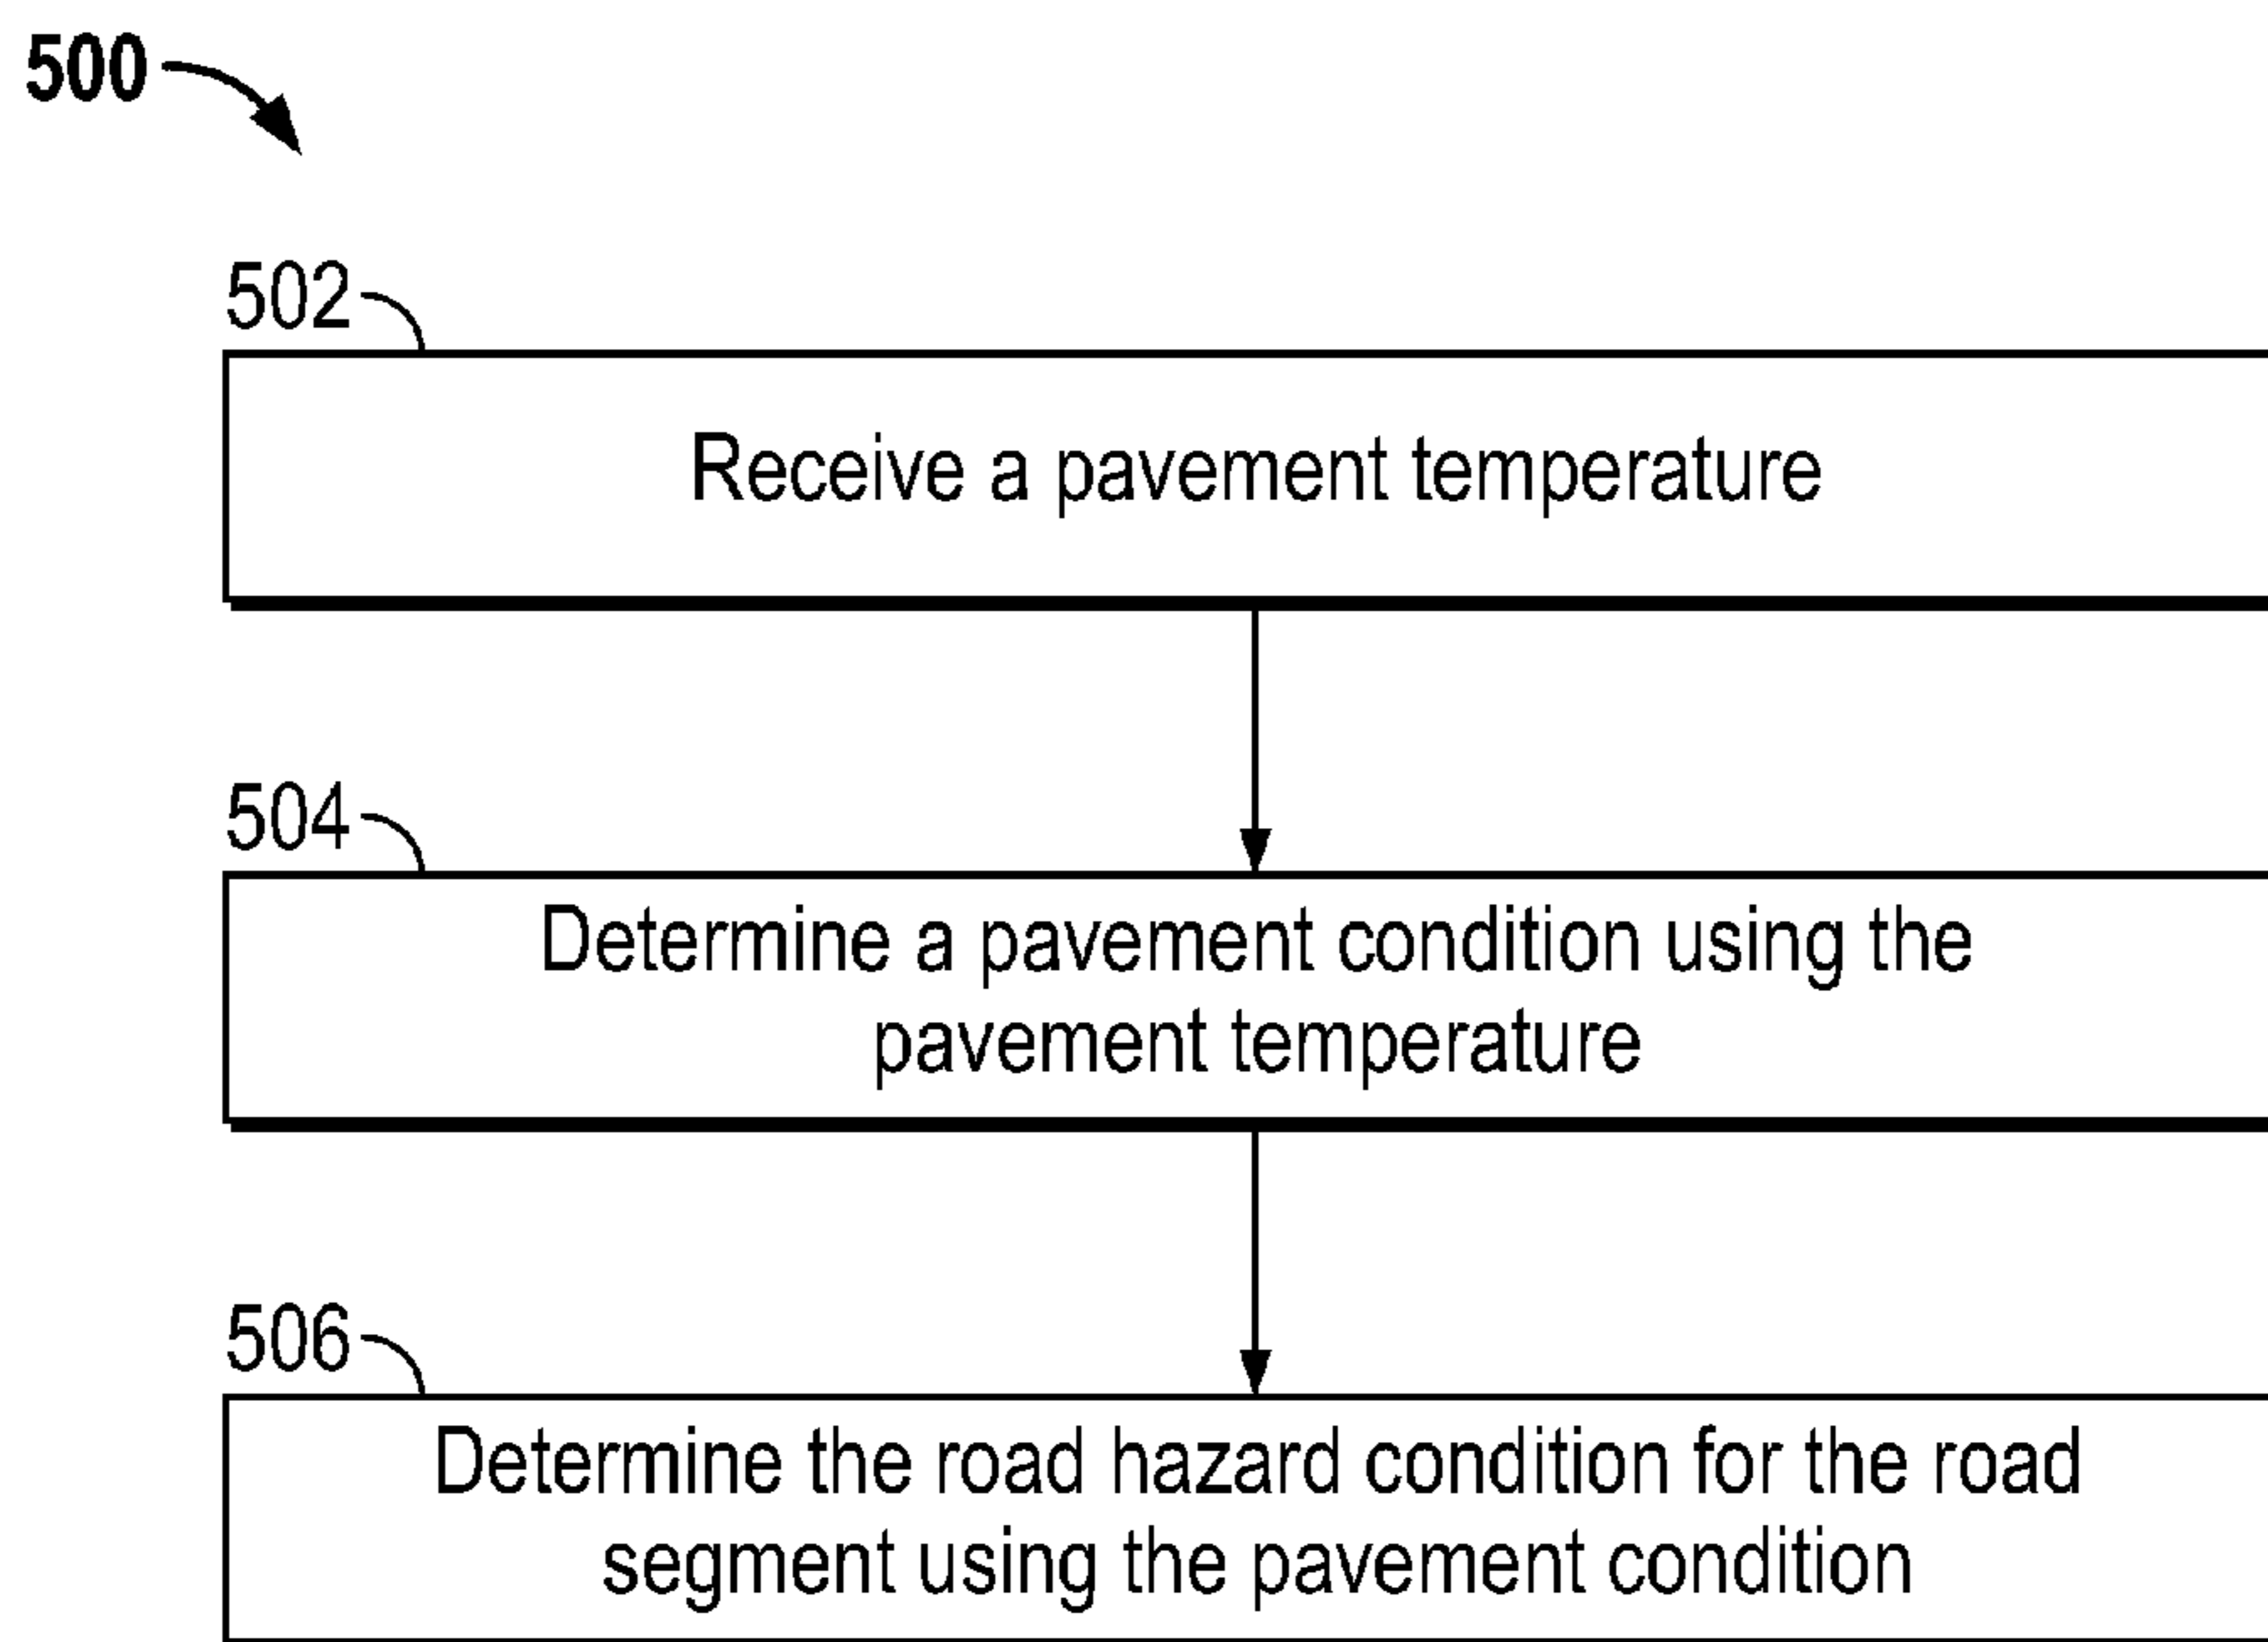 500
502
Receive a pavement temperature
504
Determine a pavement condition using the
pavement temperature
506
Determine the road hazard condition for the road
segment using the pavement condition